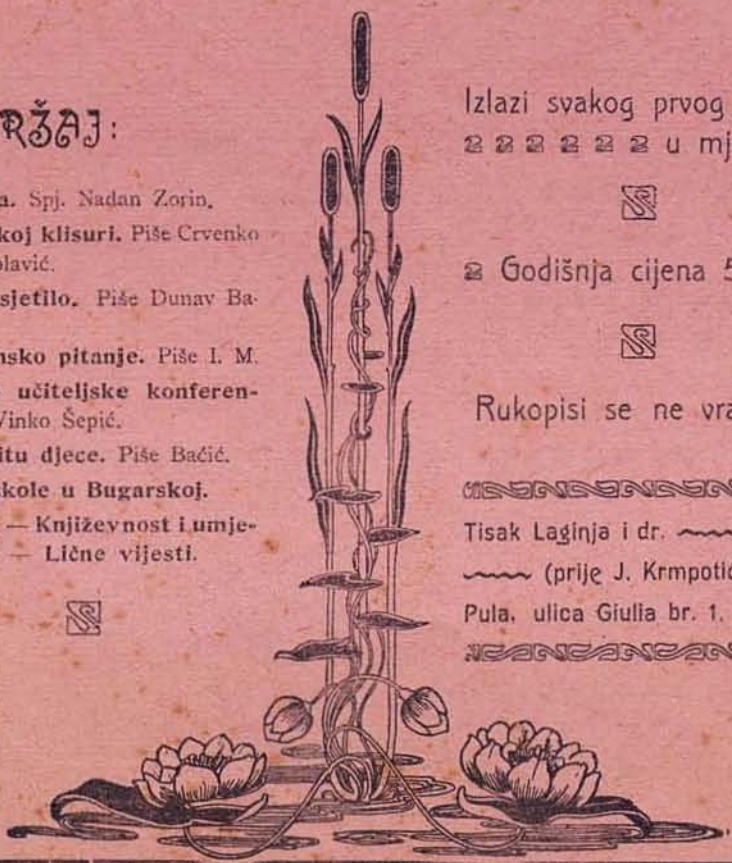 RŽAJ:
a. Spj. Nadan Zorin.
koj klisuri. Piše Crvenko
lavić.
sjetilo. Piše Dunav Ba-
nsko pitanje. Piše I. M.
učiteljske konferen-
Vinko Šepić.
itu djece. Piše Baćić.
kole u Bugarskoj.
— Književnost i umje-
— Lične vijesti.
Izlazi svakog prvog
u mj
Godišnja cijena 5
Rukopisi se ne vra
Tisak Laginja i dr.
(prije J. Krmpotić
Pula, ulica Giulia br. 1.